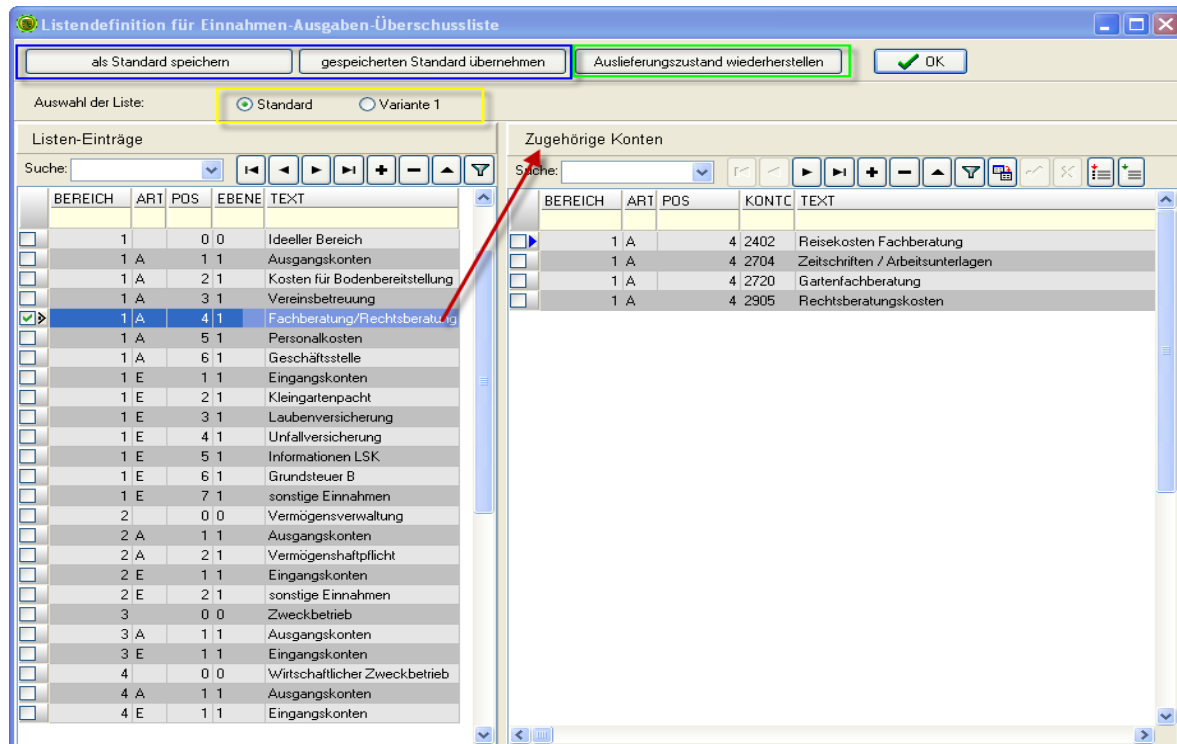 Listendefinition für Einnahmen-Ausgaben-Überschussliste
als Standard speichern gespeicherten Standard übernehmen Auslieferungszustand wiederherstellen OK
Auswahl der Liste: Standard Variante 1
Listen-Einträge
Suche:
BEREICH ART POS EBENE TEXT
1 0 0 Ideeller Bereich
1 A 1 1 Ausgangskonten
1 A 2 1 Kosten für Bodenbereitstellung
1 A 3 1 Vereinsbetreuung
1 A 4 1 Fachberatung/Rechtsberatung
1 A 5 1 Personalkosten
1 A 6 1 Geschäftsstelle
1 E 1 1 Eingangskonten
1 E 2 1 Kleingartenpacht
1 E 3 1 Laubenversicherung
1 E 4 1 Unfallversicherung
1 E 5 1 Informationen LSK
1 E 6 1 Grundsteuer B
1 E 7 1 sonstige Einnahmen
2 0 0 Vermögensverwaltung
2 A 1 1 Ausgangskonten
2 A 2 1 Vermögenshaftpflicht
2 E 1 1 Eingangskonten
2 E 2 1 sonstige Einnahmen
3 0 0 Zweckbetrieb
3 A 1 1 Ausgangskonten
3 E 1 1 Eingangskonten
4 0 0 Wirtschaftlicher Zweckbetrieb
4 A 1 1 Ausgangskonten
4 E 1 1 Eingangskonten
Zugehörige Konten
Suche:
BEREICH ART POS KONTC TEXT
1 A 4 2402 Reisekosten Fachberatung
1 A 4 2704 Zeitschriften / Arbeitsunterlagen
1 A 4 2720 Gartenfachberatung
1 A 4 2905 Rechtsberatungskosten